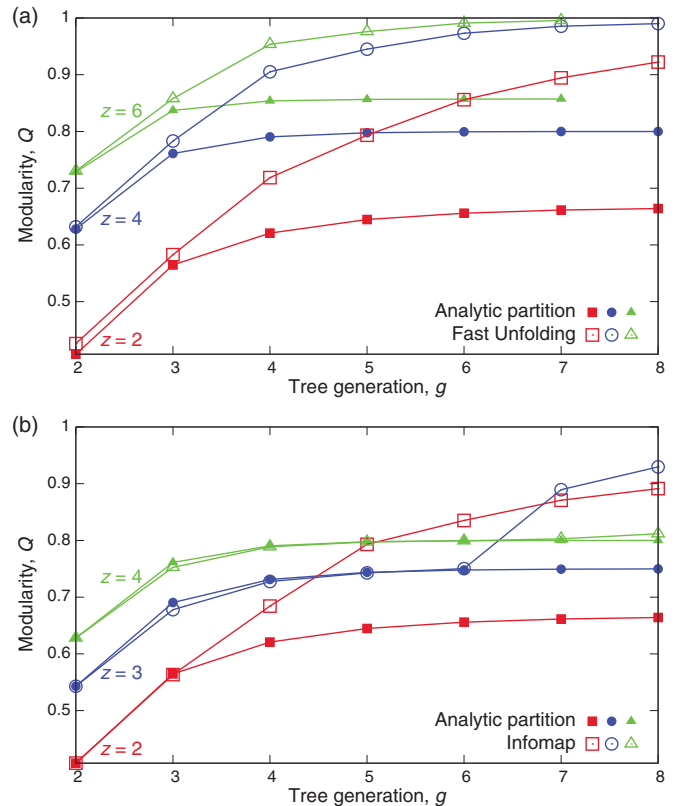 (a)
1
0.9
0.8
0.7
0.6
0.5
Modularity, Q
z = 6
z = 4
z = 2
Analytic partition
Fast Unfolding
2 3 4 5 6 7 8
Tree generation, g
(b)
1
0.9
0.8
0.7
0.6
0.5
Modularity, Q
z = 4
z = 3
z = 2
Analytic partition
Infomap
2 3 4 5 6 7 8
Tree generation, g